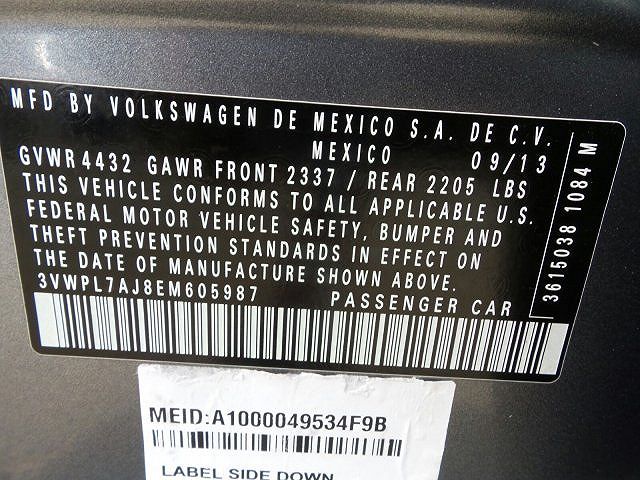 MFD BY VOLKSWAGEN DE MEXICO S.A. DE C.V.
MEXICO 09/13
GVWR 4432 GAWR FRONT 2337 / REAR 2205 LBS
THIS VEHICLE CONFORMS TO ALL APPLICABLE U.S.
FEDERAL MOTOR VEHICLE SAFETY, BUMPER AND
THEFT PREVENTION STANDARDS IN EFFECT ON
THE DATE OF MANUFACTURE SHOWN ABOVE.
3VWPL7AJ8EM605987 PASSENGER CAR
3615038 1084 M
MEID:A1000049534F9B
LABEL SIDE DOWN